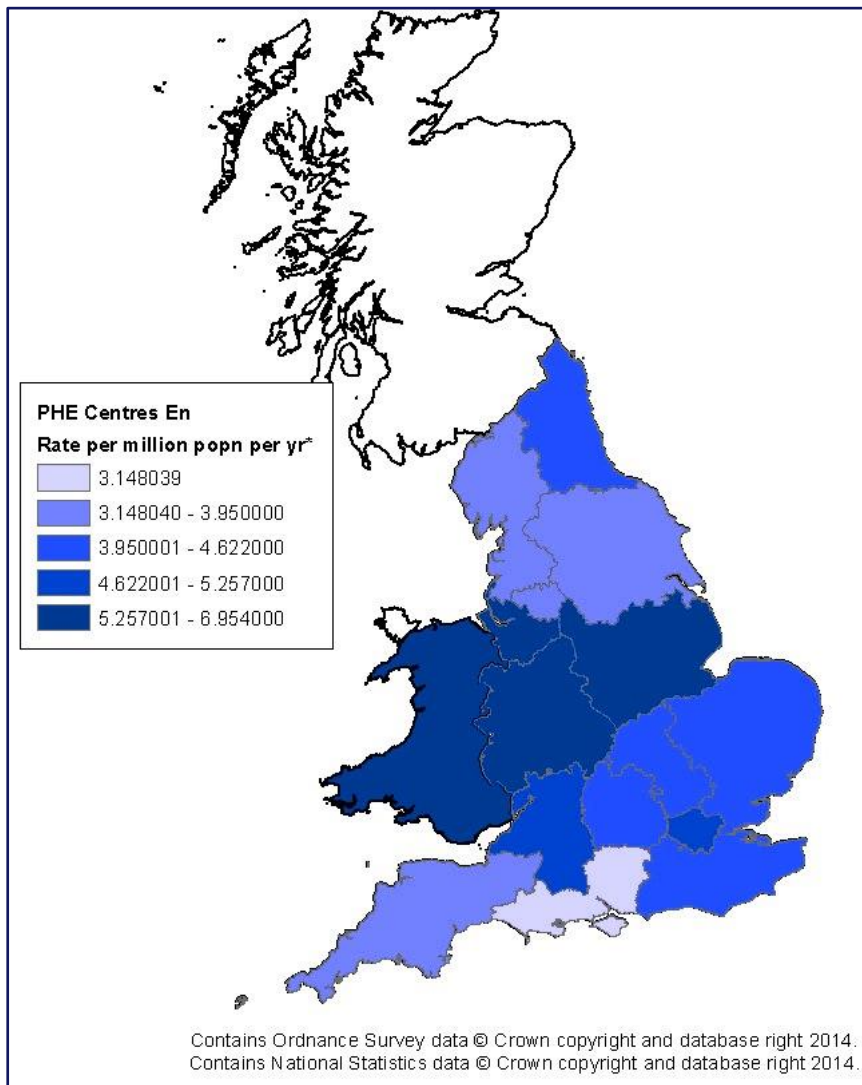 PHE Centres En
Rate per million popn per yr*
3.148039
3.148040 - 3.950000
3.950001 - 4.622000
4.622001 - 5.257000
5.257001 - 6.954000
Contains Ordnance Survey data © Crown copyright and database right 2014.
Contains National Statistics data © Crown copyright and database right 2014.